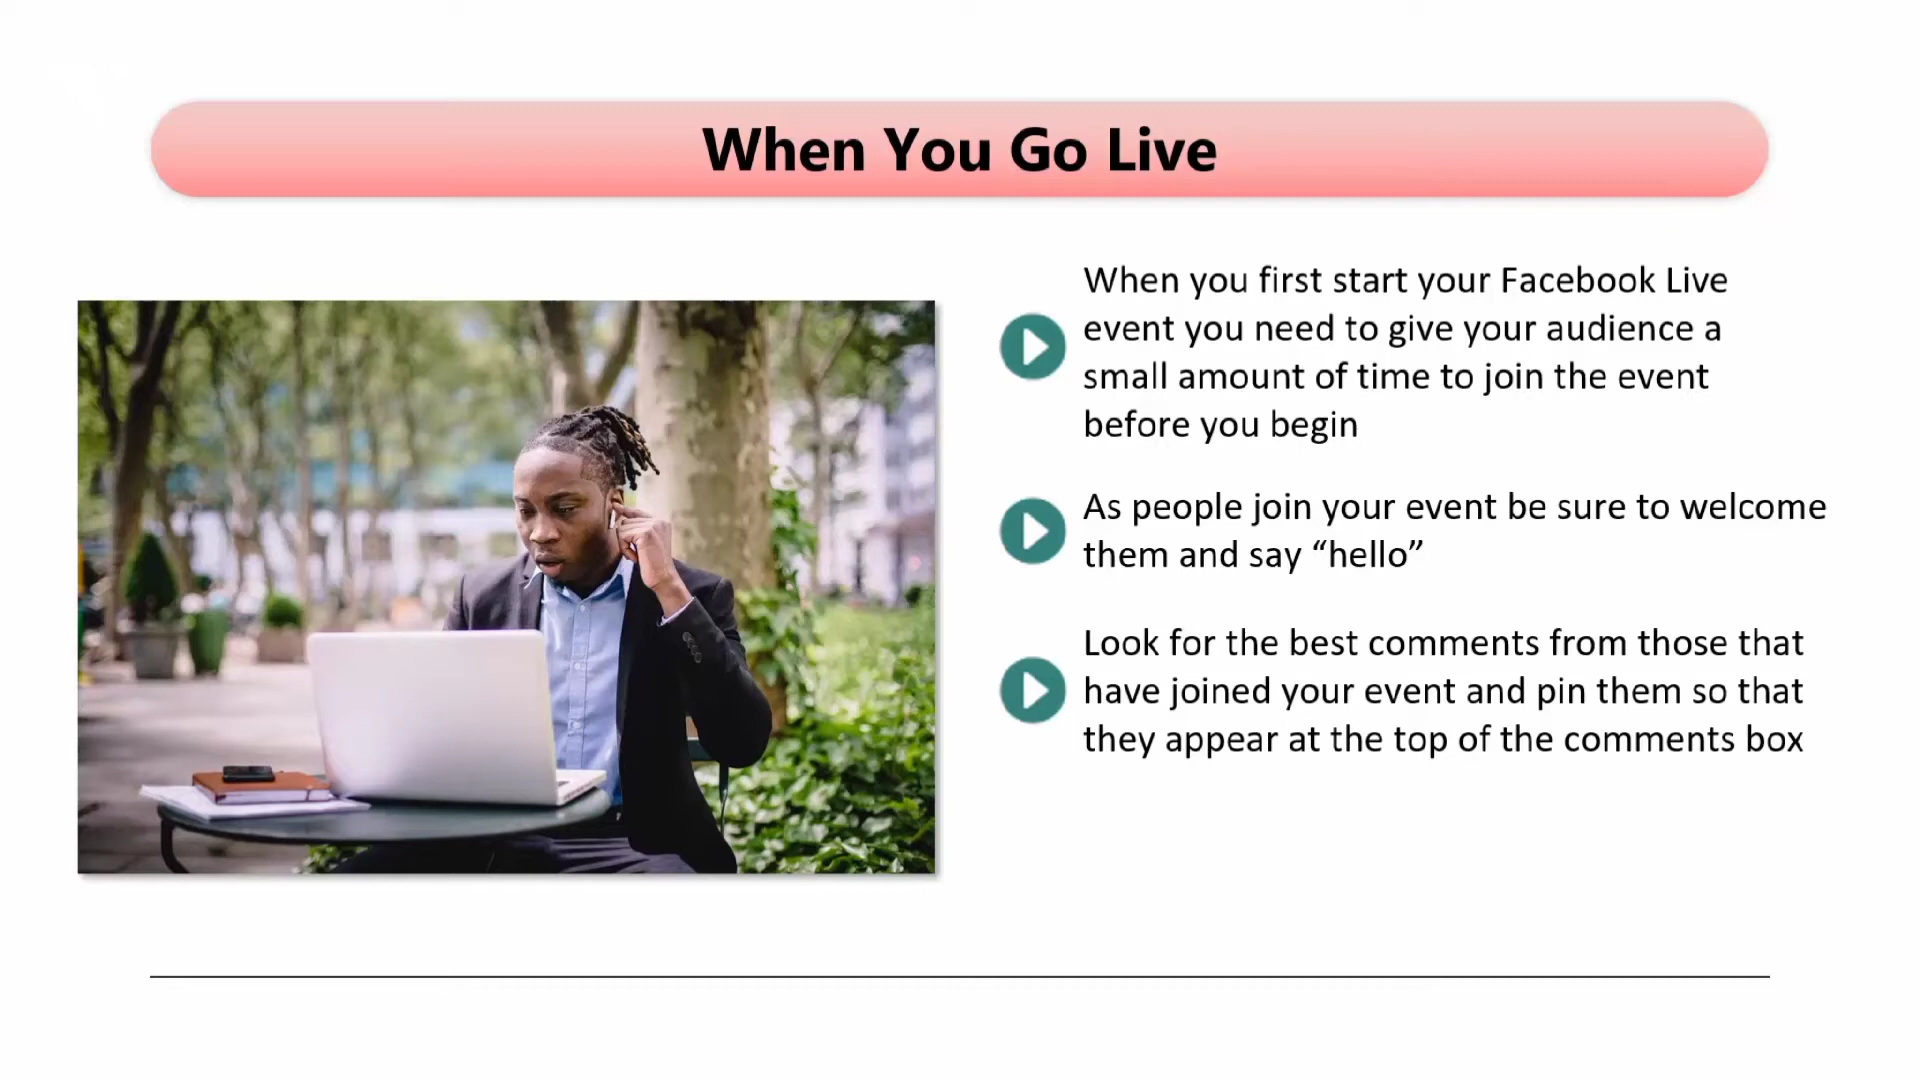 When You Go Live
When you first start your Facebook Live
event you need to give your audience a
small amount of time to join the event
before you begin
As people join your event be sure to welcome
them and say “hello”
Look for the best comments from those that
have joined your event and pin them so that
they appear at the top of the comments box